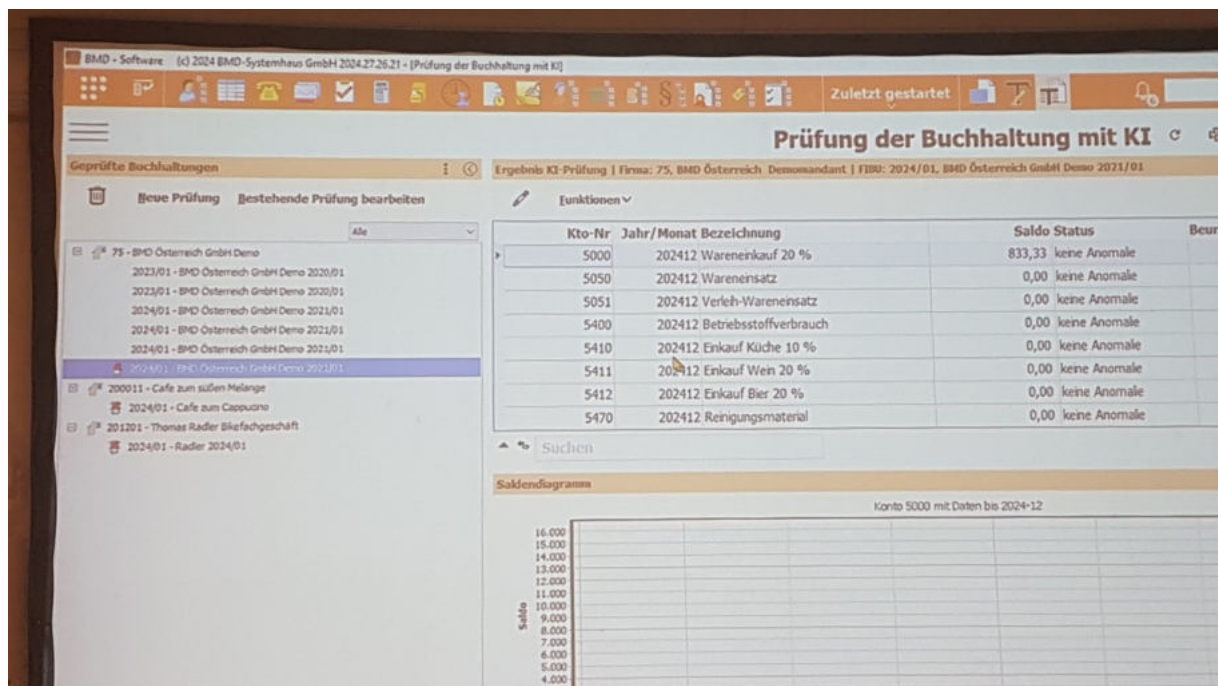 BMD - Software (c) 2024 BMD-Systemhaus GmbH 2024.27.26.21 - [Prüfung der Buchhaltung mit KI]
Zuletzt gestartet
Prüfung der Buchhaltung mit KI
Geprüfte Buchhaltungen
Ergebnis KI-Prüfung | Firma: 75, BMD Österreich Demomandant | FIBU: 2024/01, BMD Österreich GmbH Demo 2021/01
Neue Prüfung Bestehende Prüfung bearbeiten
Funktionen
Alle
75 - BMD Österreich GmbH Demo
2023/01 - BMD Österreich GmbH Demo 2020/01
2023/01 - BMD Österreich GmbH Demo 2020/01
2024/01 - BMD Österreich GmbH Demo 2021/01
2024/01 - BMD Österreich GmbH Demo 2021/01
2024/01 - BMD Österreich GmbH Demo 2021/01
2024/01 - BMD Österreich GmbH Demo 2021/01
200011 - Cafe zum süßen Melange
2024/01 - Cafe zum Cappucino
201201 - Thomas Radler Bikefachgeschäft
2024/01 - Radler 2024/01
Kto-Nr Jahr/Monat Bezeichnung Saldo Status Beur
5000 202412 Wareneinkauf 20 % 833,33 keine Anomalie
5050 202412 Wareneinsatz 0,00 keine Anomalie
5051 202412 Verleih-Wareneinsatz 0,00 keine Anomalie
5400 202412 Betriebsstoffverbrauch 0,00 keine Anomalie
5410 202412 Einkauf Küche 10 % 0,00 keine Anomalie
5411 202412 Einkauf Wein 20 % 0,00 keine Anomalie
5412 202412 Einkauf Bier 20 % 0,00 keine Anomalie
5470 202412 Reinigungsmaterial 0,00 keine Anomalie
Suchen
Saldendiagramm
Konto 5000 mit Daten bis 2024-12
Saldo
16.000
15.000
14.000
13.000
12.000
11.000
10.000
9.000
8.000
7.000
6.000
5.000
4.000